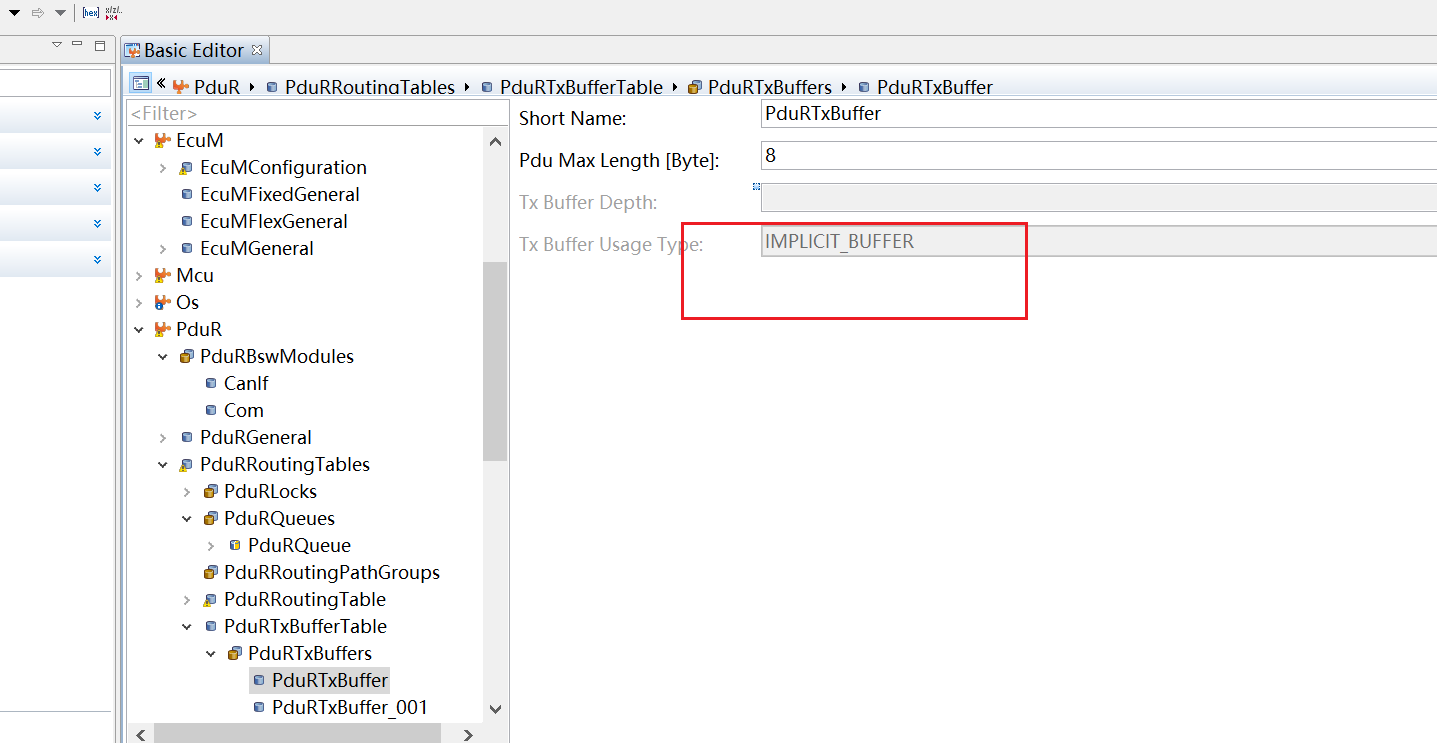 [hex]
x/z/..
Basic Editor
« PduR PduRRoutingTables PduRTxBufferTable PduRTxBuffers PduRTxBuffer
<Filter>
EcuM
EcuMConfiguration
EcuMFixedGeneral
EcuMFlexGeneral
EcuMGeneral
Mcu
Os
PduR
PduRBswModules
CanIf
Com
PduRGeneral
PduRRoutingTables
PduRLocks
PduRQueues
PduRQueue
PduRRoutingPathGroups
PduRRoutingTable
PduRTxBufferTable
PduRTxBuffers
PduRTxBuffer
PduRTxBuffer_001
Short Name: PduRTxBuffer
Pdu Max Length [Byte]: 8
Tx Buffer Depth:
Tx Buffer Usage Type: IMPLICIT_BUFFER